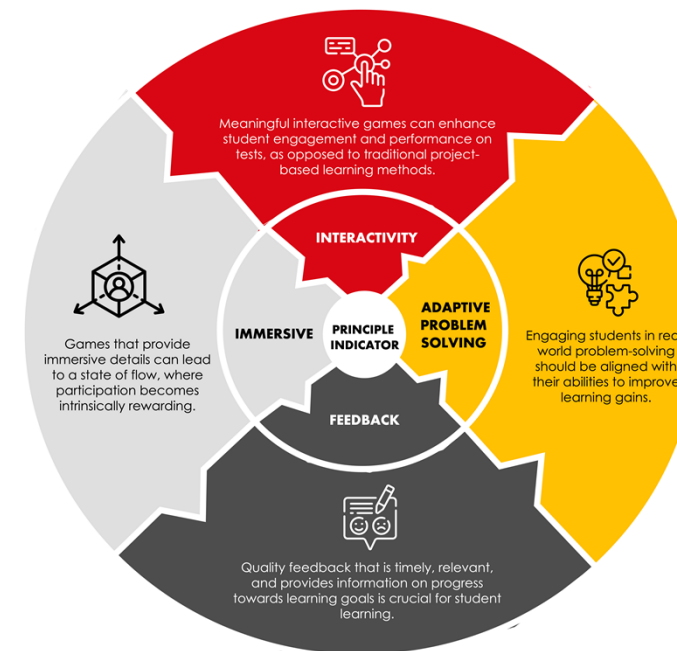 Meaningful interactive games can enhance
student engagement and performance on
tests, as opposed to traditional project-
based learning methods.
INTERACTIVITY
IMMERSIVE
PRINCIPLE
INDICATOR
ADAPTIVE
PROBLEM
SOLVING
FEEDBACK
Games that provide
immersive details can lead
to a state of flow, where
participation becomes
intrinsically rewarding.
Engaging students in
world problem-solving
should be aligned with
their abilities to improve
learning gains.
Quality feedback that is timely, relevant,
and provides information on progress
towards learning goals is crucial for student
learning.